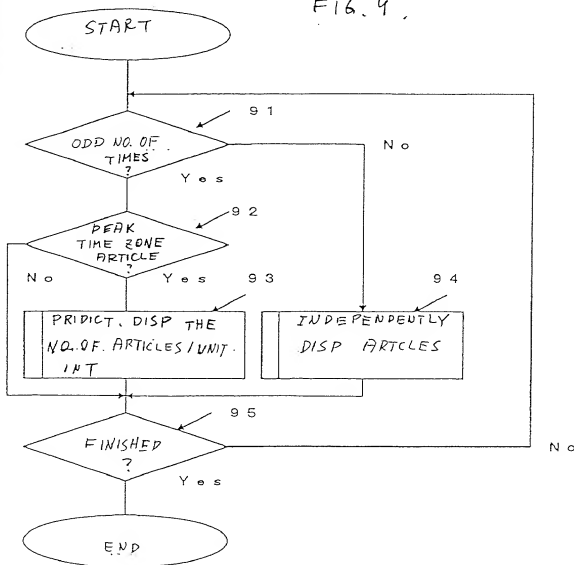 FIG. 4.
START
91
ODD NO. OF
TIMES
?
No
Yes
92
PEAK
TIME ZONE
ARTICLE
?
No
Yes
93
PRIDICT. DISP THE
NO. OF. ARTICLES/UNIT.
INT
94
INDEPENDENTLY
DISP ARTCLES
95
FINISHED
?
No
Yes
END